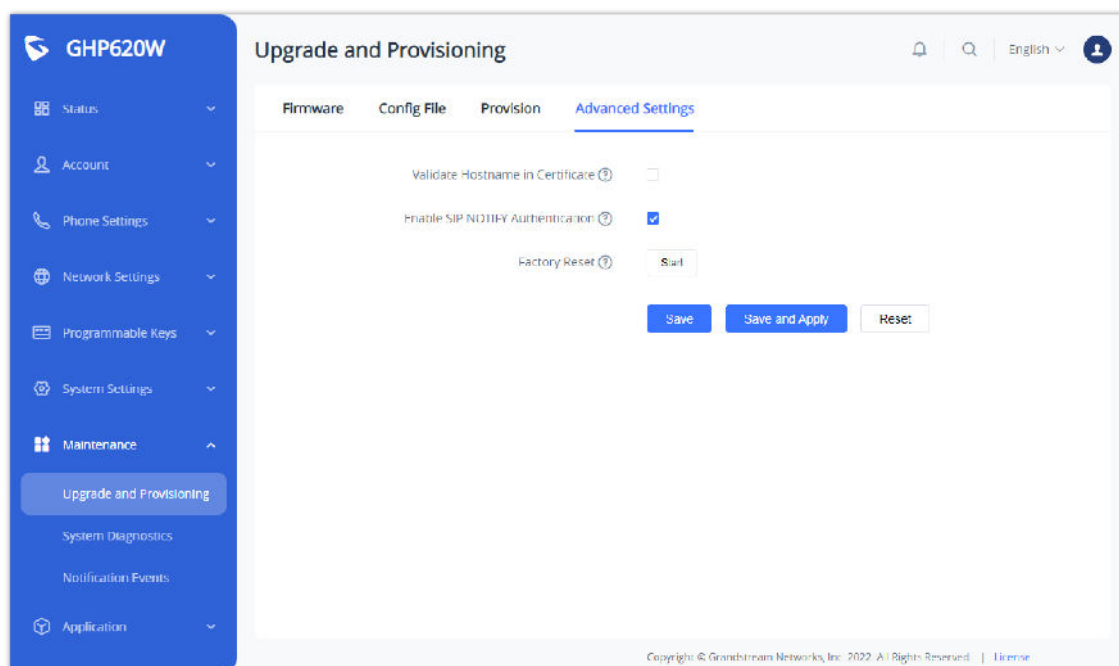 GHP620W
Upgrade and Provisioning
English
Status
Account
Phone Settings
Network Settings
Programmable Keys
System Settings
Maintenance
Upgrade and Provisioning
System Diagnostics
Notification Events
Application
Firmware Config File Provision Advanced Settings
Validate Hostname in Certificate
Enable SIP NOTIFY Authentication
Factory Reset Start
Save Save and Apply Reset
Copyright © Grandstream Networks, Inc. 2022. All Rights Reserved. | License